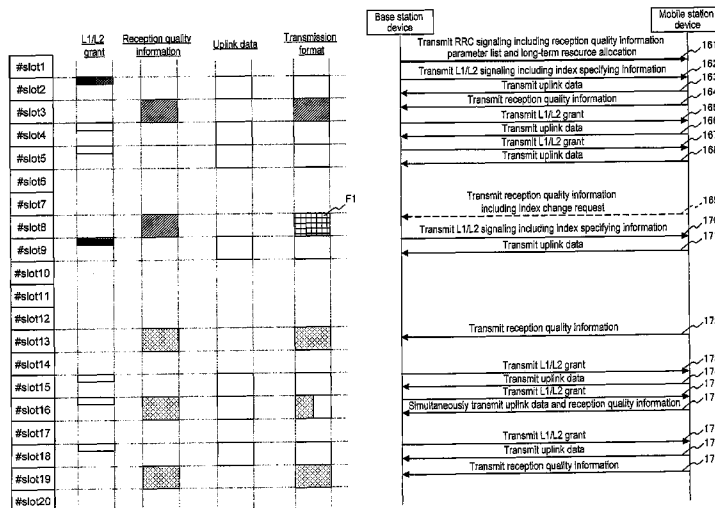 L1/L2
grant
Reception quality
information
Uplink data
Transmission
format
#slot1
#slot2
#slot3
#slot4
#slot5
#slot6
#slot7
#slot8
#slot9
#slot10
#slot11
#slot12
#slot13
#slot14
#slot15
#slot16
#slot17
#slot18
#slot19
#slot20
F1
Base station
device
Mobile station
device
Transmit RRC signaling including reception quality information
parameter list and long-term resource allocation
161
Transmit L1/L2 signaling including index specifying information
162
Transmit uplink data
163
Transmit reception quality information
164
Transmit L1/L2 grant
Transmit uplink data
166
Transmit L1/L2 grant
167
Transmit uplink data
168
Transmit reception quality information
including index change request
Transmit L1/L2 signaling including index specifying information
Transmit uplink data
Transmit reception quality information
Transmit L1/L2 grant
Transmit uplink data
Transmit L1/L2 grant
Simultaneously transmit uplink data and reception quality information
Transmit L1/L2 grant
Transmit uplink data
Transmit reception quality information